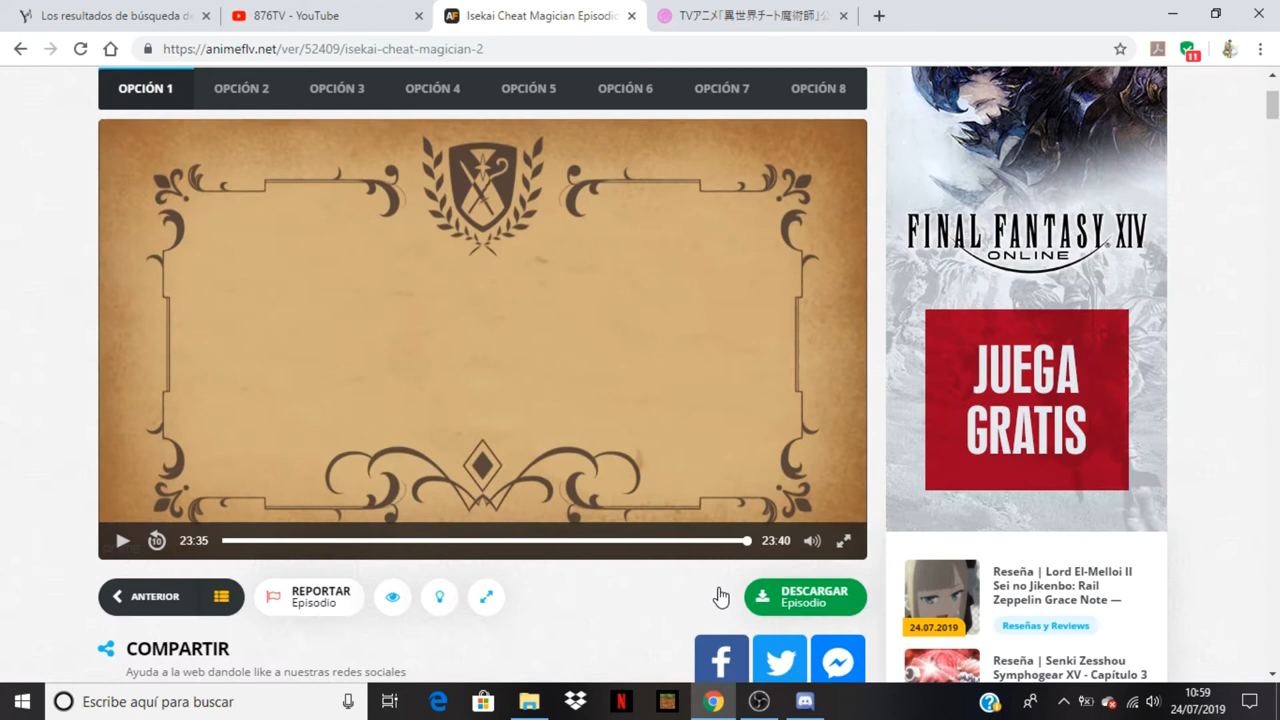 Los resultados de búsqueda de
876TV - YouTube
Isekai Cheat Magician Episodio
TVアニメ「異世界チート魔術師」公
https://animeflv.net/ver/52409/isekai-cheat-magician-2
11
OPCIÓN 1
OPCIÓN 2
OPCIÓN 3
OPCIÓN 4
OPCIÓN 5
OPCIÓN 6
OPCIÓN 7
OPCIÓN 8
FINAL FANTASY XIV
ONLINE
JUEGA
GRATIS
10
23:35
23:40
ANTERIOR
REPORTAR
Episodio
DESCARGAR
Episodio
COMPARTIR
Ayuda a la web dandole like a nuestras redes sociales
Reseña | Lord El-Melloi II
Sei no Jikenbo: Rail
Zeppelin Grace Note —
Reseñas y Reviews
24.07.2019
Reseña | Senki Zesshou
Symphogear XV - Capítulo 3
Escribe aquí para buscar
10:59
24/07/2019